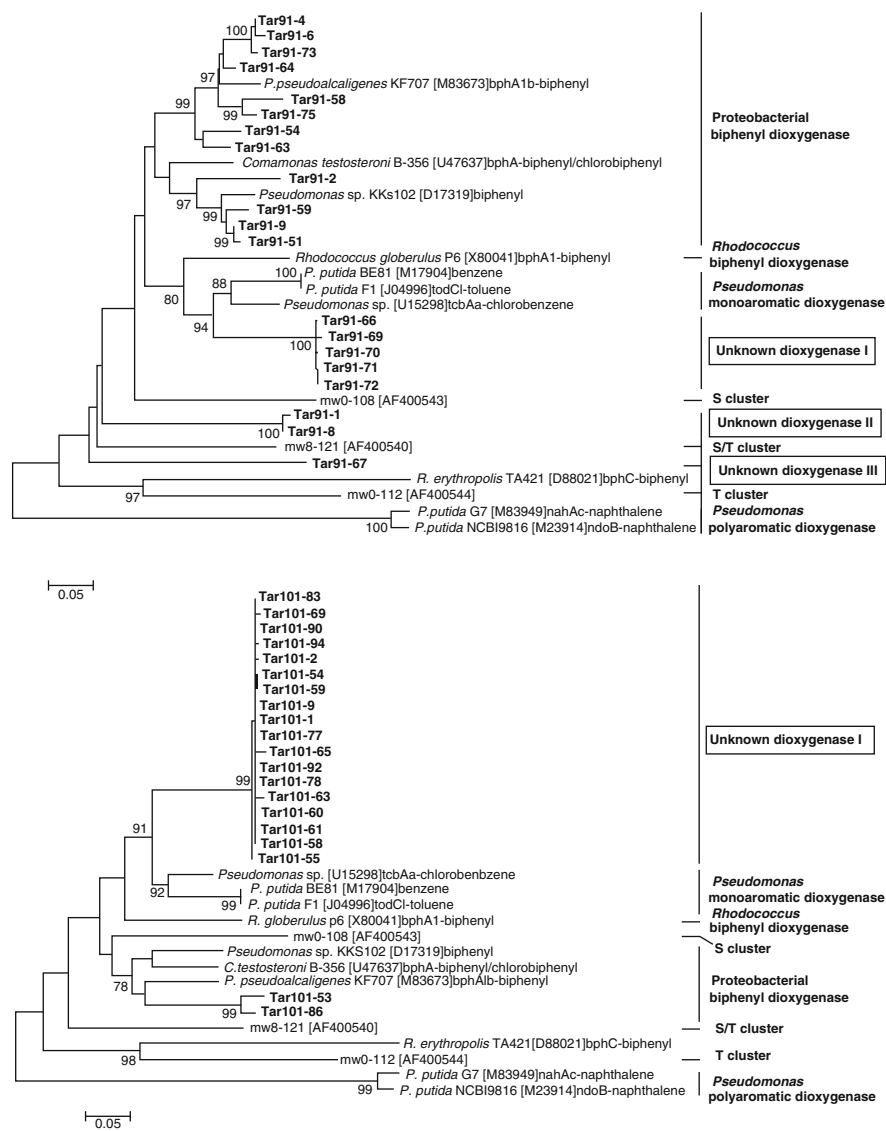 Tar91-4
100
Tar91-6
Tar91-73
Tar91-64
97
P.pseudoalcaligenes KF707 [M83673]bphA1b-biphenyl
99
Tar91-58
99
Tar91-75
Tar91-54
Tar91-63
Proteobacterial
biphenyl dioxygenase
Comamonas testosteroni B-356 [U47637]bphA-biphenyl/chlorobiphenyl
Tar91-2
97
Pseudomonas sp. KKs102 [D17319]biphenyl
99
Tar91-59
Tar91-9
99
Tar91-51
Rhodococcus
biphenyl dioxygenase
Rhodococcus globerulus P6 [X80041]bphA1-biphenyl
80
100
P. putida BE81 [M17904]benzene
88
P. putida F1 [J04996]todCl-toluene
Pseudomonas sp. [U15298]tcbAa-chlorobenzene
Pseudomonas
monoaromatic dioxygenase
94
Tar91-66
100
Tar91-69
Tar91-70
Tar91-71
Tar91-72
Unknown dioxygenase I
mw0-108 [AF400543]
S cluster
Tar91-1
100
Tar91-8
Unknown dioxygenase II
mw8-121 [AF400540]
S/T cluster
Tar91-67
Unknown dioxygenase III
R. erythropolis TA421 [D88021]bphC-biphenyl
97
mw0-112 [AF400544]
T cluster
P.putida G7 [M83949]nahAc-naphthalene
100
P.putida NCBI9816 [M23914]ndoB-naphthalene
Pseudomonas
polyaromatic dioxygenase
0.05
Tar101-83
Tar101-69
Tar101-90
Tar101-94
Tar101-2
Tar101-54
Tar101-59
Tar101-9
Tar101-1
Tar101-77
Tar101-65
Tar101-92
99
Tar101-78
Tar101-63
Tar101-60
Tar101-61
Tar101-58
Tar101-55
Unknown dioxygenase I
91
Pseudomonas sp. [U15298]tcbAa-chlorobenbzene
92
P. putida BE81 [M17904]benzene
99
P. putida F1 [J04996]todCl-toluene
Pseudomonas
monoaromatic dioxygenase
R. globerulus p6 [X80041]bphA1-biphenyl
Rhodococcus
biphenyl dioxygenase
mw0-108 [AF400543]
S cluster
Pseudomonas sp. KKS102 [D17319]biphenyl
C.testosteroni B-356 [U47637]bphA-biphenyl/chlorobiphenyl
78
P. pseudoalcaligenes KF707 [M83673]bphAlb-biphenyl
Tar101-53
99
Tar101-86
Proteobacterial
biphenyl dioxygenase
mw8-121 [AF400540]
S/T cluster
R. erythropolis TA421[D88021]bphC-biphenyl
98
mw0-112 [AF400544]
T cluster
P. putida G7 [M83949]nahAc-naphthalene
99
P. putida NCBI9816 [M23914]ndoB-naphthalene
Pseudomonas
polyaromatic dioxygenase
0.05